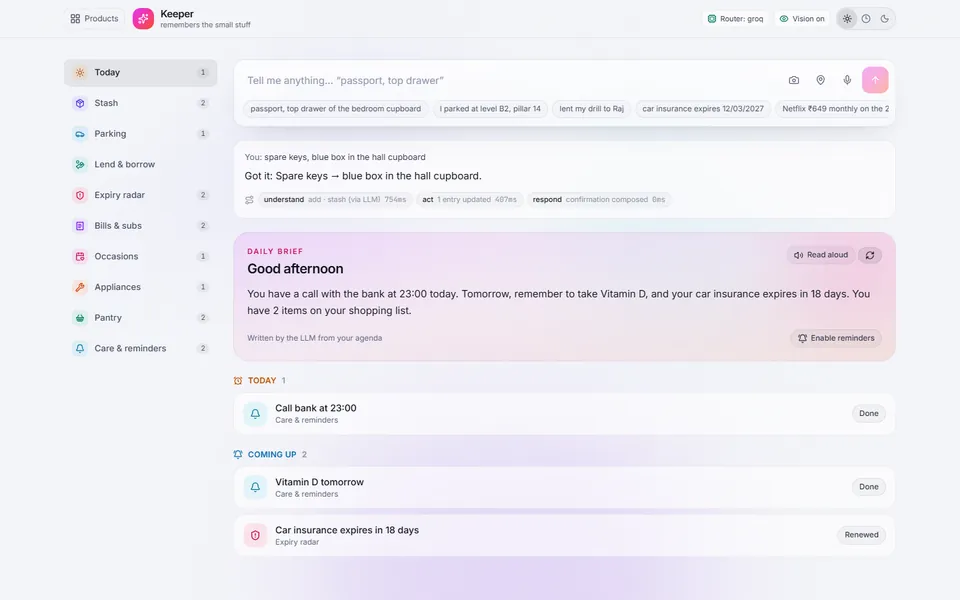 Products
Keeper
remembers the small stuff
Router: groq
Vision on
Today 1
Stash 2
Parking 1
Lend & borrow
Expiry radar 2
Bills & subs 2
Occasions 1
Appliances 1
Pantry 2
Care & reminders 2
Tell me anything... “passport, top drawer”
passport, top drawer of the bedroom cupboard
I parked at level B2, pillar 14
lent my drill to Raj
car insurance expires 12/03/2027
Netflix ₹649 monthly on the 2
You: spare keys, blue box in the hall cupboard
Got it: Spare keys → blue box in the hall cupboard.
understand add · stash (via LLM) 754ms
act 1 entry updated 407ms
respond confirmation composed 0ms
DAILY BRIEF
Read aloud
Good afternoon
You have a call with the bank at 23:00 today. Tomorrow, remember to take Vitamin D, and your car insurance expires in 18 days. You
have 2 items on your shopping list.
Written by the LLM from your agenda
Enable reminders
TODAY 1
Call bank at 23:00
Care & reminders
Done
COMING UP 2
Vitamin D tomorrow
Care & reminders
Done
Car insurance expires in 18 days
Expiry radar
Renewed